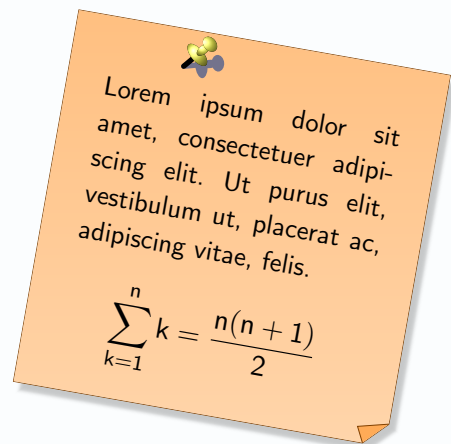 Lorem ipsum dolor sit
amet, consectetuer adipi-
scing elit. Ut purus elit,
vestibulum ut, placerat ac,
adipiscing vitae, felis.
n
∑ k = n(n + 1)
k=1 2